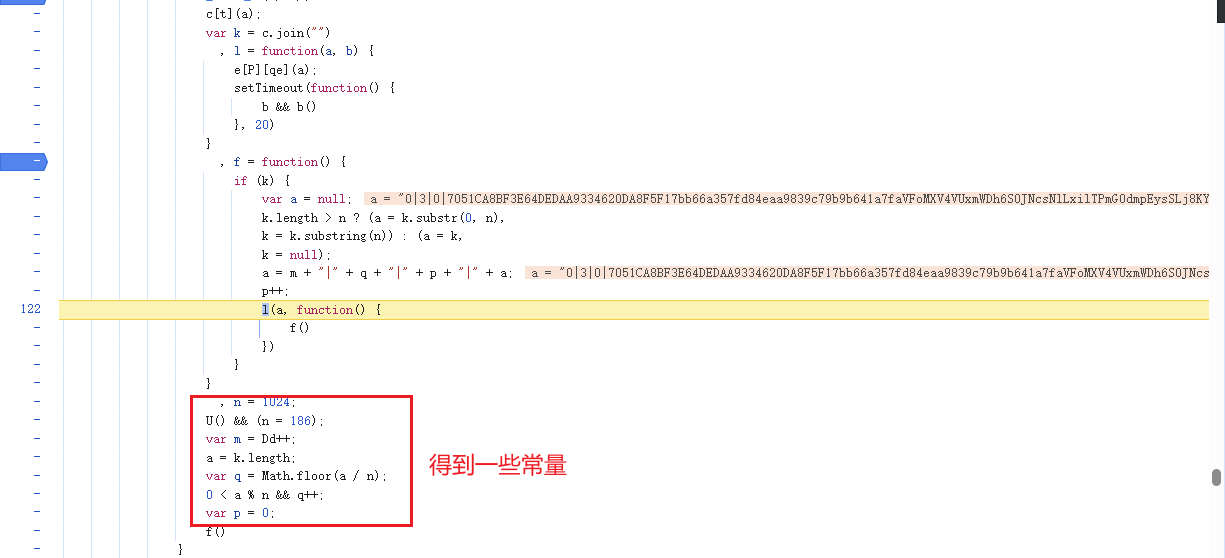 c[t](a);
var k = c.join("")
, l = function(a, b) {
e[P][qe](a);
setTimeout(function() {
b && b()
}, 20)
}
, f = function() {
if (k) {
var a = null; a = "0|3|0|7051CA8BF3E64DEDAA9334620DA8F5F17bb66a357fd84eaa9839c79b9b641a7faVFoMXV4VUxmWDh6S0JNcsNlLxilTPmG0dmpEysSLj8KY
k.length > n ? (a = k.substr(0, n),
k = k.substring(n)) : (a = k,
k = null);
a = m + "|" + q + "|" + p + "|" + a; a = "0|3|0|7051CA8BF3E64DEDAA9334620DA8F5F17bb66a357fd84eaa9839c79b9b641a7faVFoMXV4VUxmWDh6S0JNcs
p++;
122 l(a, function() {
f()
})
}
}
, n = 1024;
U() && (n = 186);
var m = Dd++;
a = k.length;
var q = Math.floor(a / n);
得到一些常量
0 < a % n && q++;
var p = 0;
f()
}